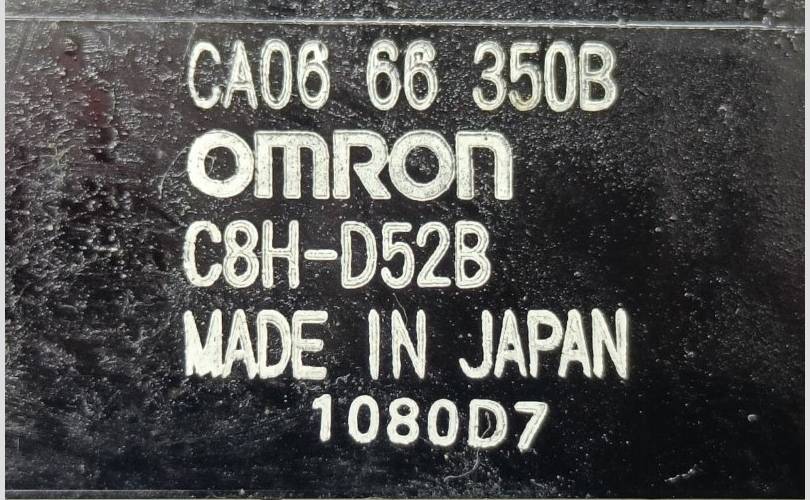 CA06 66 350B
omron
C8H-D52B
MADE IN JAPAN
1080D7